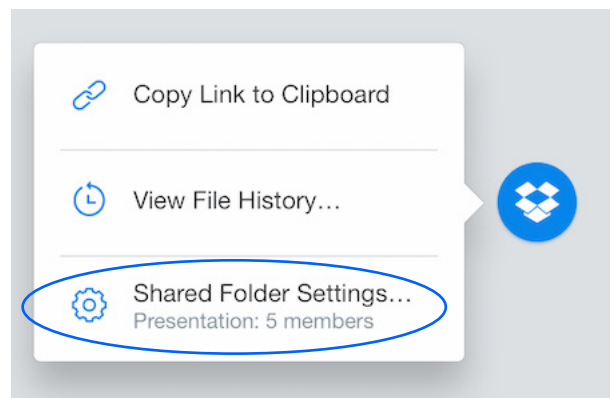 Copy Link to Clipboard
View File History...
Shared Folder Settings...
Presentation: 5 members